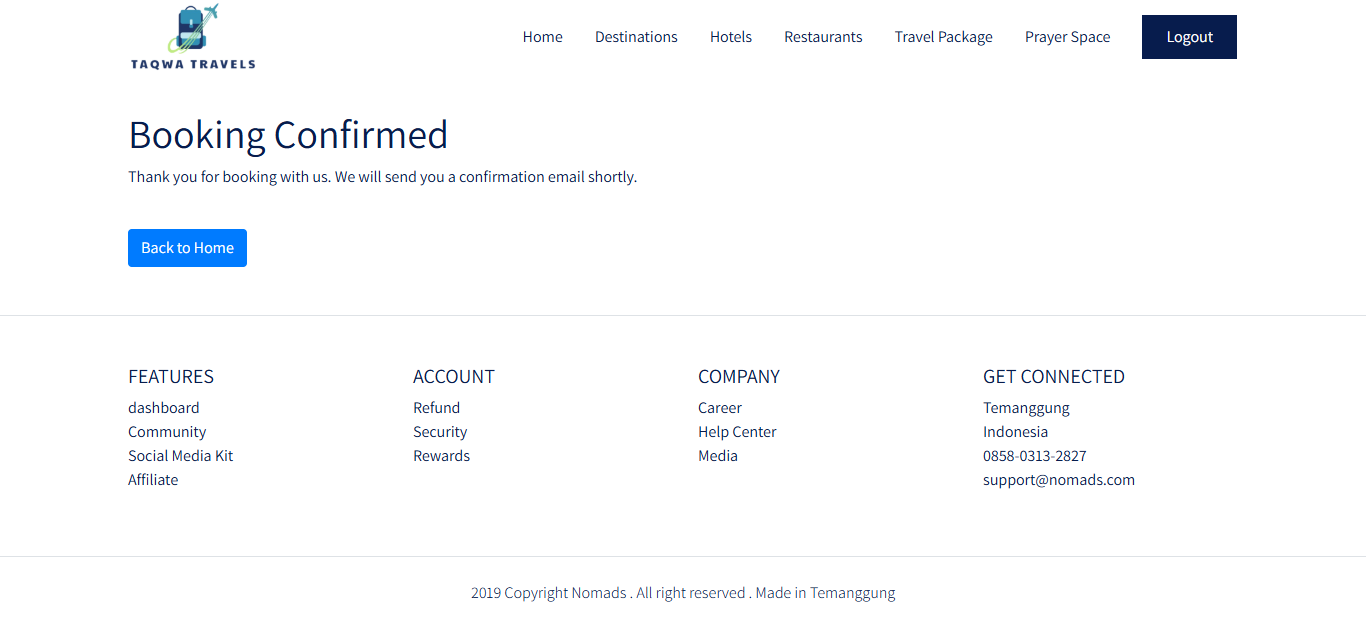 TAQWA TRAVELS
Home Destinations Hotels Restaurants Travel Package Prayer Space Logout
Booking Confirmed
Thank you for booking with us. We will send you a confirmation email shortly.
Back to Home
FEATURES
dashboard
Community
Social Media Kit
Affiliate
ACCOUNT
Refund
Security
Rewards
COMPANY
Career
Help Center
Media
GET CONNECTED
Temanggung
Indonesia
0858-0313-2827
support@nomads.com
2019 Copyright Nomads . All right reserved . Made in Temanggung